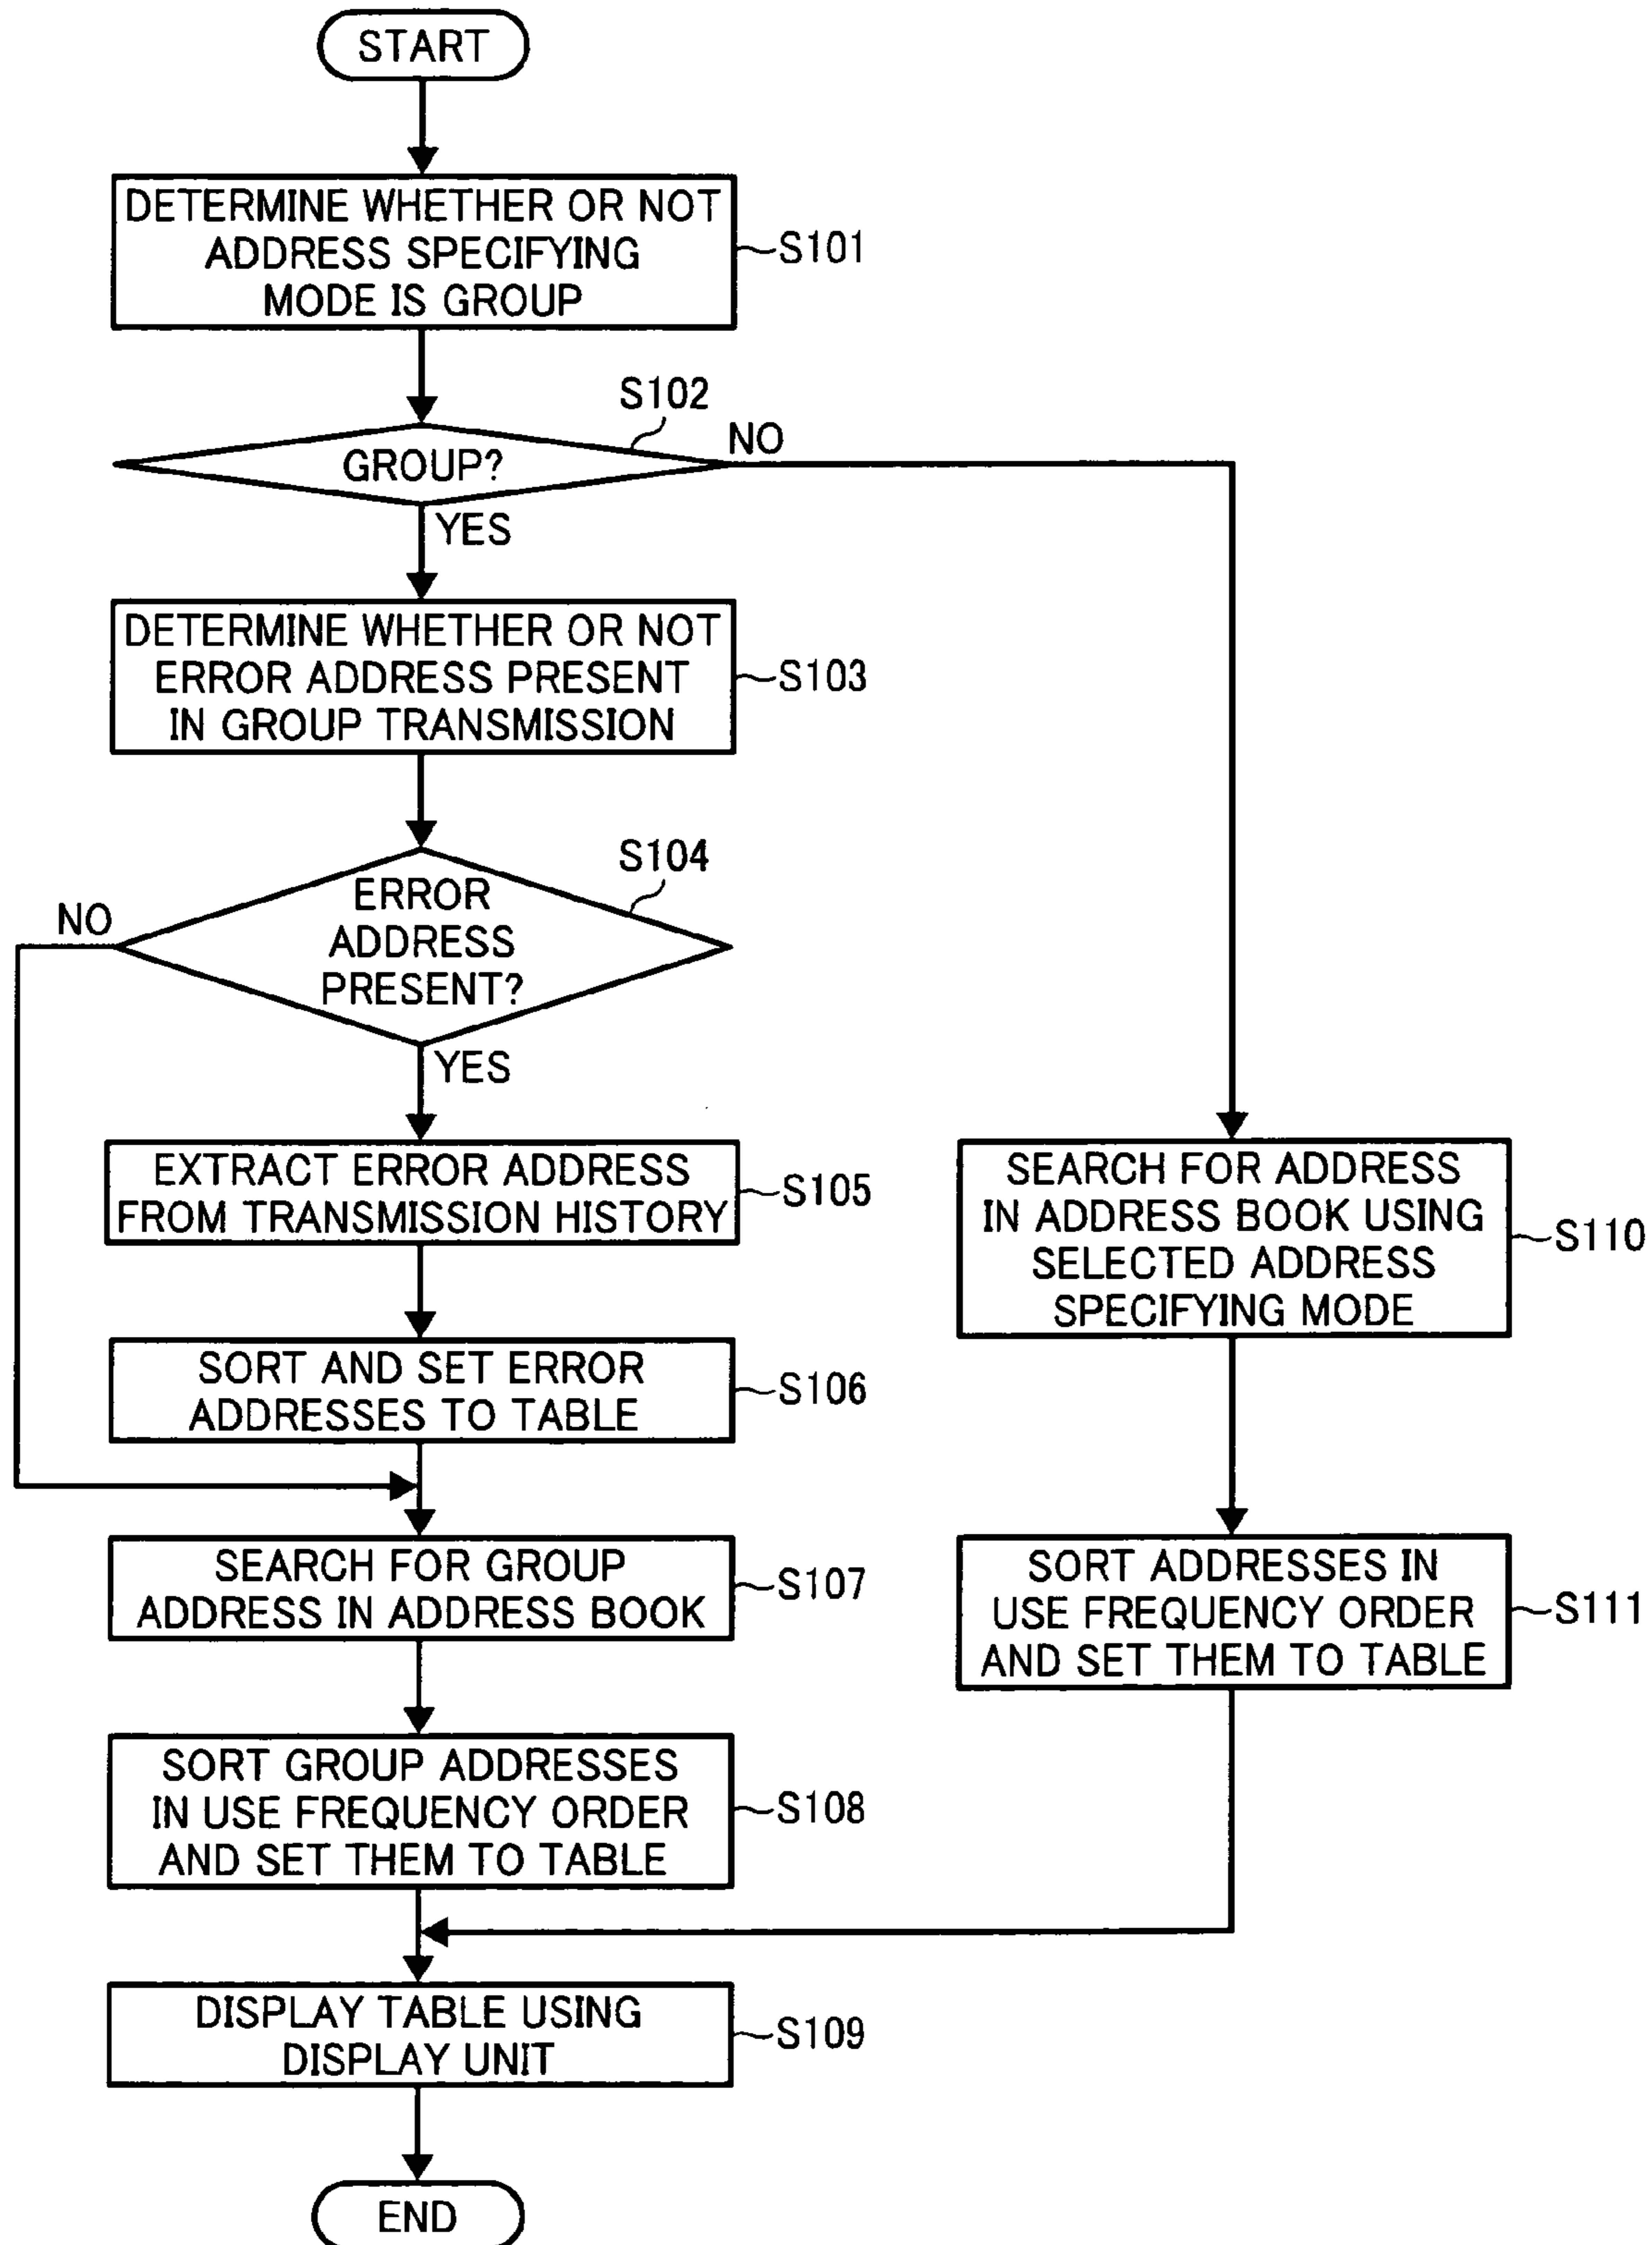 START
DETERMINE WHETHER OR NOT
ADDRESS SPECIFYING
MODE IS GROUP
S101
S102
GROUP?
NO
YES
DETERMINE WHETHER OR NOT
ERROR ADDRESS PRESENT
IN GROUP TRANSMISSION
S103
S104
ERROR
ADDRESS
PRESENT?
NO
YES
EXTRACT ERROR ADDRESS
FROM TRANSMISSION HISTORY
S105
SORT AND SET ERROR
ADDRESSES TO TABLE
S106
SEARCH FOR GROUP
ADDRESS IN ADDRESS BOOK
S107
SORT GROUP ADDRESSES
IN USE FREQUENCY ORDER
AND SET THEM TO TABLE
S108
SEARCH FOR ADDRESS
IN ADDRESS BOOK USING
SELECTED ADDRESS
SPECIFYING MODE
S110
SORT ADDRESSES IN
USE FREQUENCY ORDER
AND SET THEM TO TABLE
S111
DISPLAY TABLE USING
DISPLAY UNIT
S109
END